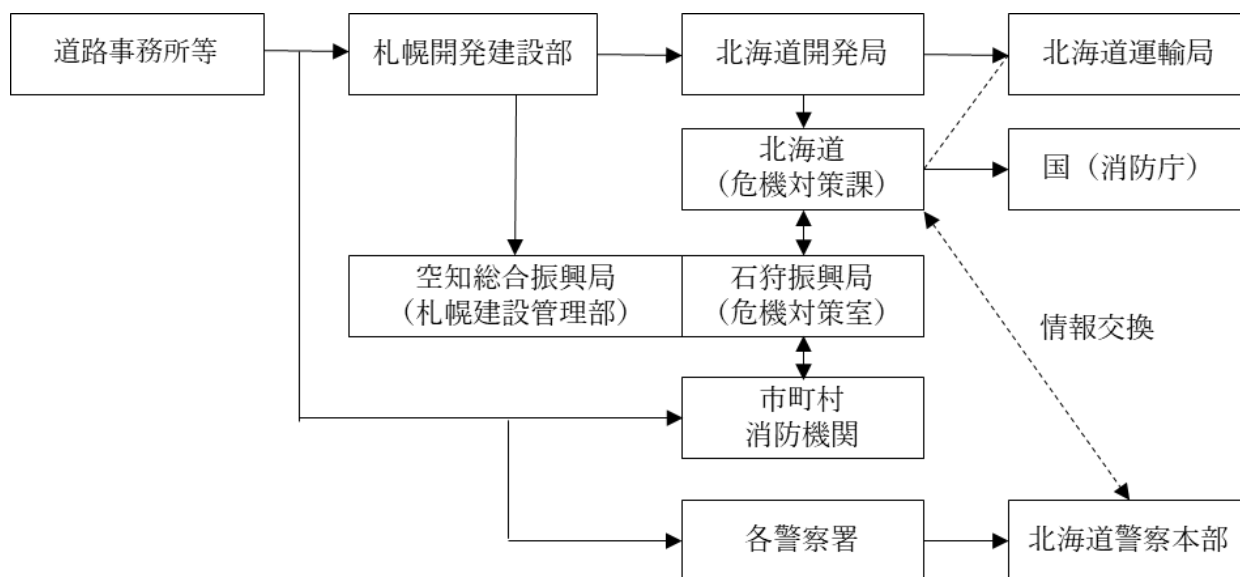 道路事務所等
札幌開発建設部
北海道開発局
北海道運輸局
北海道
（危機対策課）
国（消防庁）
空知総合振興局
（札幌建設管理部）
石狩振興局
（危機対策室）
情報交換
市町村
消防機関
各警察署
北海道警察本部